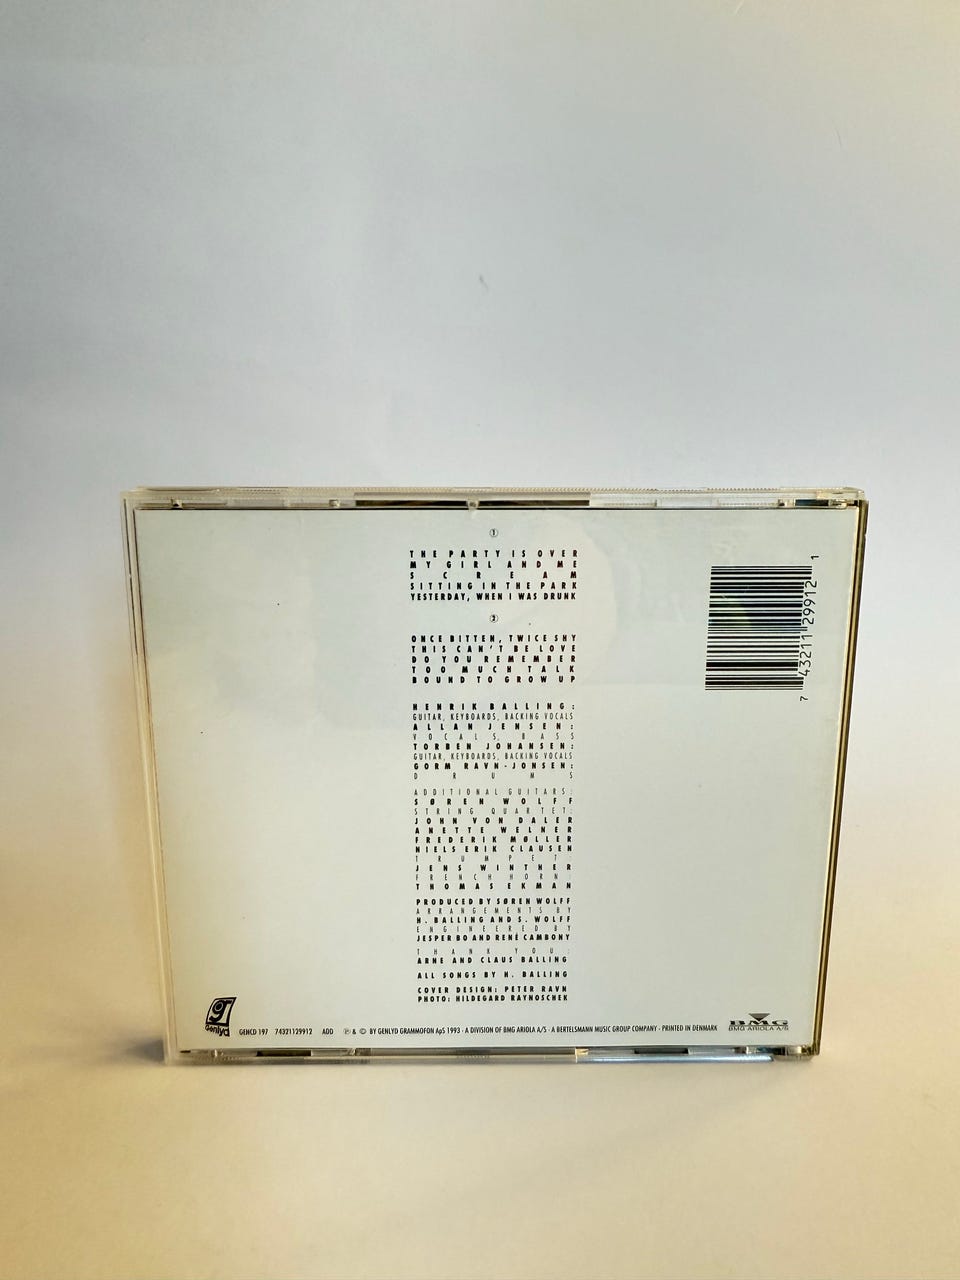 1
THE PARTY IS OVER
MY GIRL AND ME
SCREAM
SITTING IN THE PARK
YESTERDAY, WHEN I WAS DRUNK
2
ONCE BITTEN, TWICE SHY
THIS CAN'T BE LOVE
DO YOU REMEMBER
TOO MUCH TALK
BOUND TO GROW UP
HENRIK BALLING:
GUITAR, KEYBOARDS, BACKING VOCALS
ALLAN JENSEN:
VOCALS, BASS
TORBEN JOHANSEN:
GUITAR, KEYBOARDS, BACKING VOCALS
GORM RAVN-JONSEN:
DRUMS
ADDITIONAL GUITARS:
SØREN WOLFF
STRING QUARTET:
JOHN VON DALER
ANETTE WELNER
FREDERIK MØLLER
NIELS ERIK CLAUSEN
TRUMPET:
JENS WINTHER
FRENCH HORN:
THOMAS EKMAN
PRODUCED BY SØREN WOLFF
ARRANGEMENTS BY
H. BALLING AND S. WOLFF
ENGINEERED BY
JESPER BO AND RENÉ CAMBONY
THANK YOU:
ARNE AND CLAUS BALLING
ALL SONGS BY H. BALLING
COVER DESIGN: PETER RAVN
PHOTO: HILDEGARD RAYNOSCHEK
7 43211 29912 1
g
Genlyd
GENCD 197 74321129912 ADD ℗ & © BY GENLYD GRAMMOFON ApS 1993 · A DIVISION OF BMG ARIOLA A/S · A BERTELSMANN MUSIC GROUP COMPANY · PRINTED IN DENMARK
BMG
BMG ARIOLA A/S